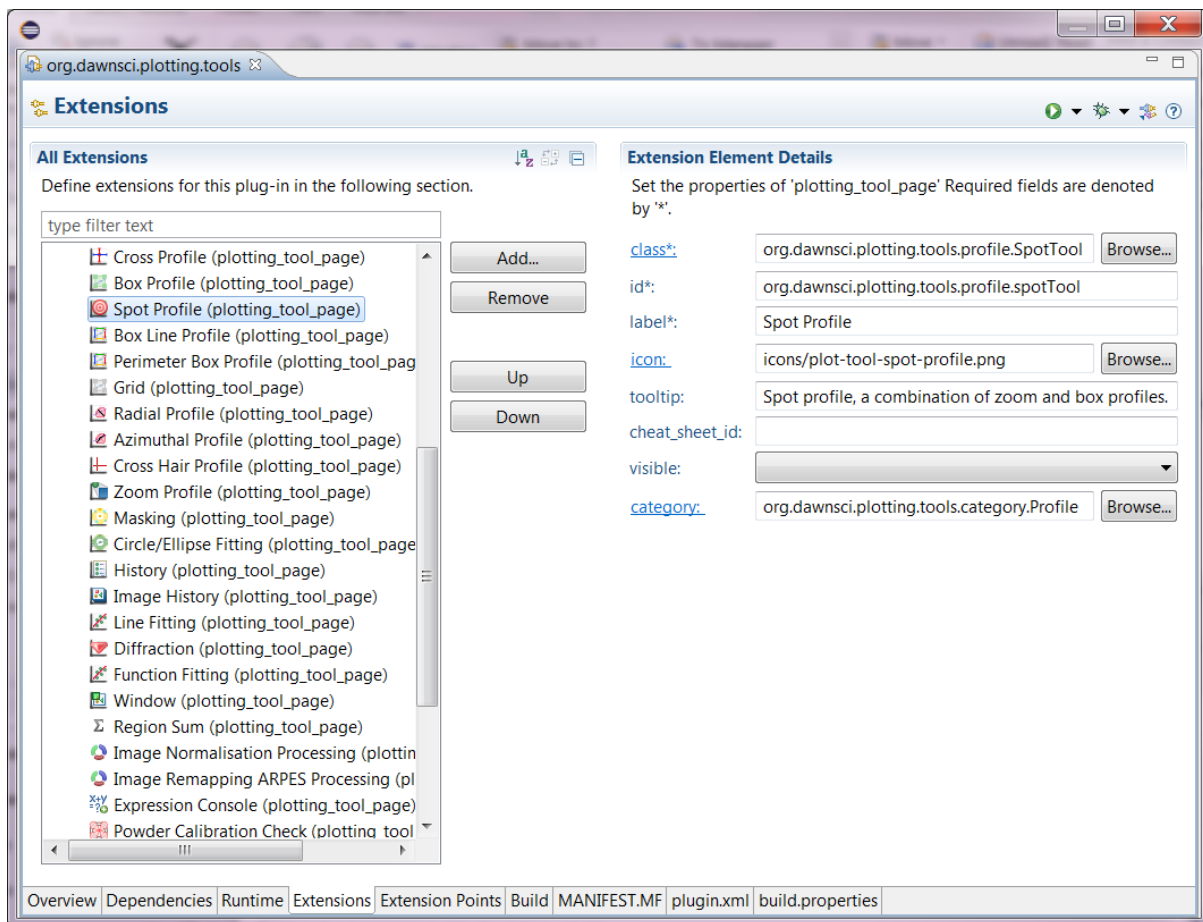 org.dawnsci.plotting.tools
Extensions
All Extensions
Define extensions for this plug-in in the following section.
type filter text
Cross Profile (plotting_tool_page)
Box Profile (plotting_tool_page)
Spot Profile (plotting_tool_page)
Box Line Profile (plotting_tool_page)
Perimeter Box Profile (plotting_tool_pag
Grid (plotting_tool_page)
Radial Profile (plotting_tool_page)
Azimuthal Profile (plotting_tool_page)
Cross Hair Profile (plotting_tool_page)
Zoom Profile (plotting_tool_page)
Masking (plotting_tool_page)
Circle/Ellipse Fitting (plotting_tool_page
History (plotting_tool_page)
Image History (plotting_tool_page)
Line Fitting (plotting_tool_page)
Diffraction (plotting_tool_page)
Function Fitting (plotting_tool_page)
Window (plotting_tool_page)
Region Sum (plotting_tool_page)
Image Normalisation Processing (plottin
Image Remapping ARPES Processing (pl
Expression Console (plotting_tool_page)
Powder Calibration Check (plotting_tool
Add...
Remove
Up
Down
Extension Element Details
Set the properties of 'plotting_tool_page' Required fields are denoted
by '*'.
class*: org.dawnsci.plotting.tools.profile.SpotTool Browse...
id*: org.dawnsci.plotting.tools.profile.spotTool
label*: Spot Profile
icon: icons/plot-tool-spot-profile.png Browse...
tooltip: Spot profile, a combination of zoom and box profiles.
cheat_sheet_id:
visible:
category: org.dawnsci.plotting.tools.category.Profile Browse...
Overview Dependencies Runtime Extensions Extension Points Build MANIFEST.MF plugin.xml build.properties